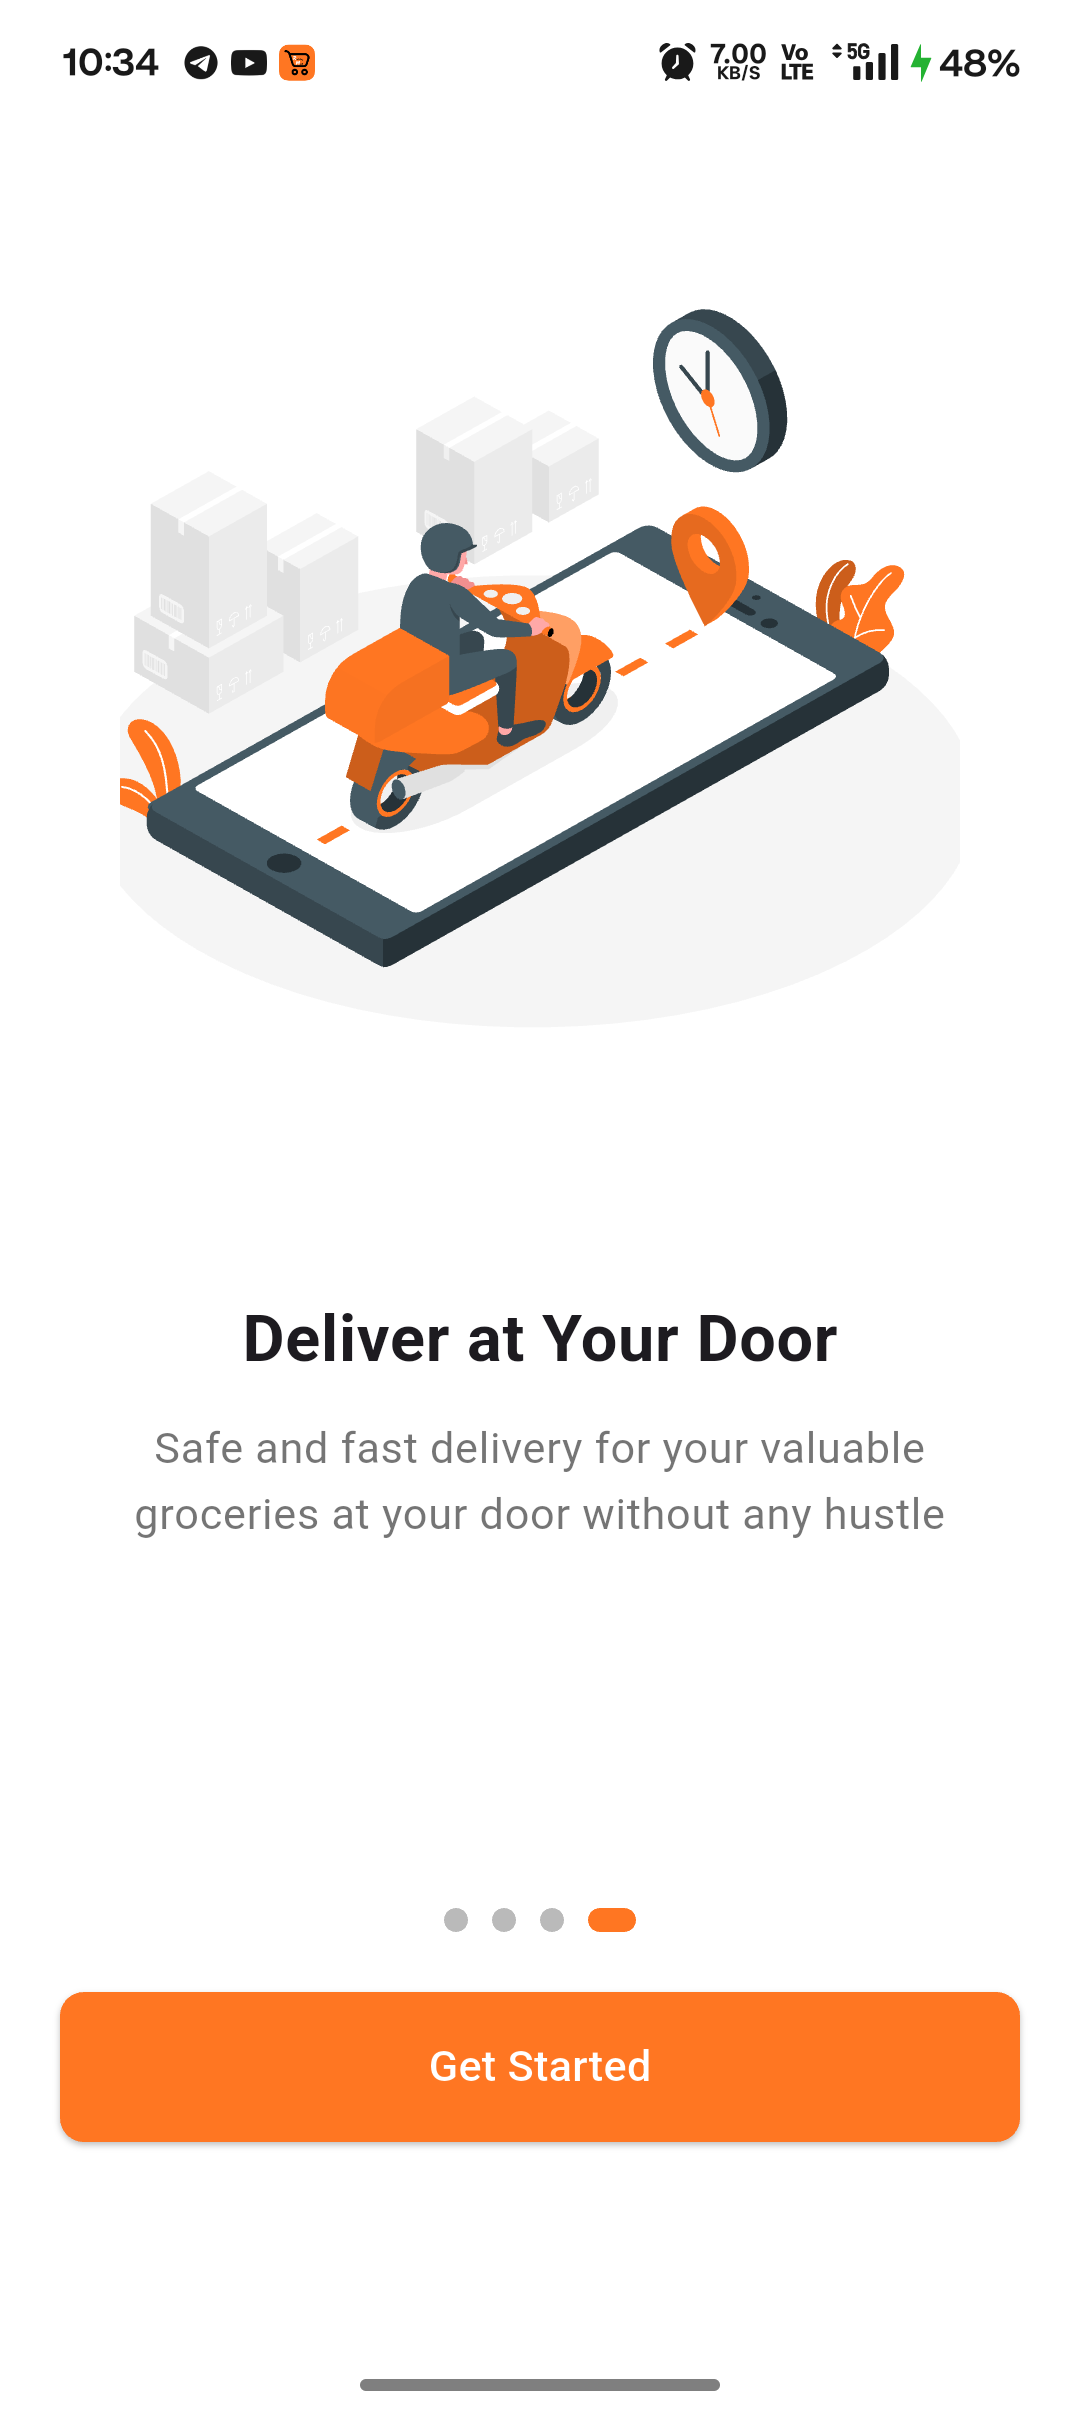 10:34
7.00 KB/S Vo LTE 5G 48%
Deliver at Your Door
Safe and fast delivery for your valuable
groceries at your door without any hustle
Get Started